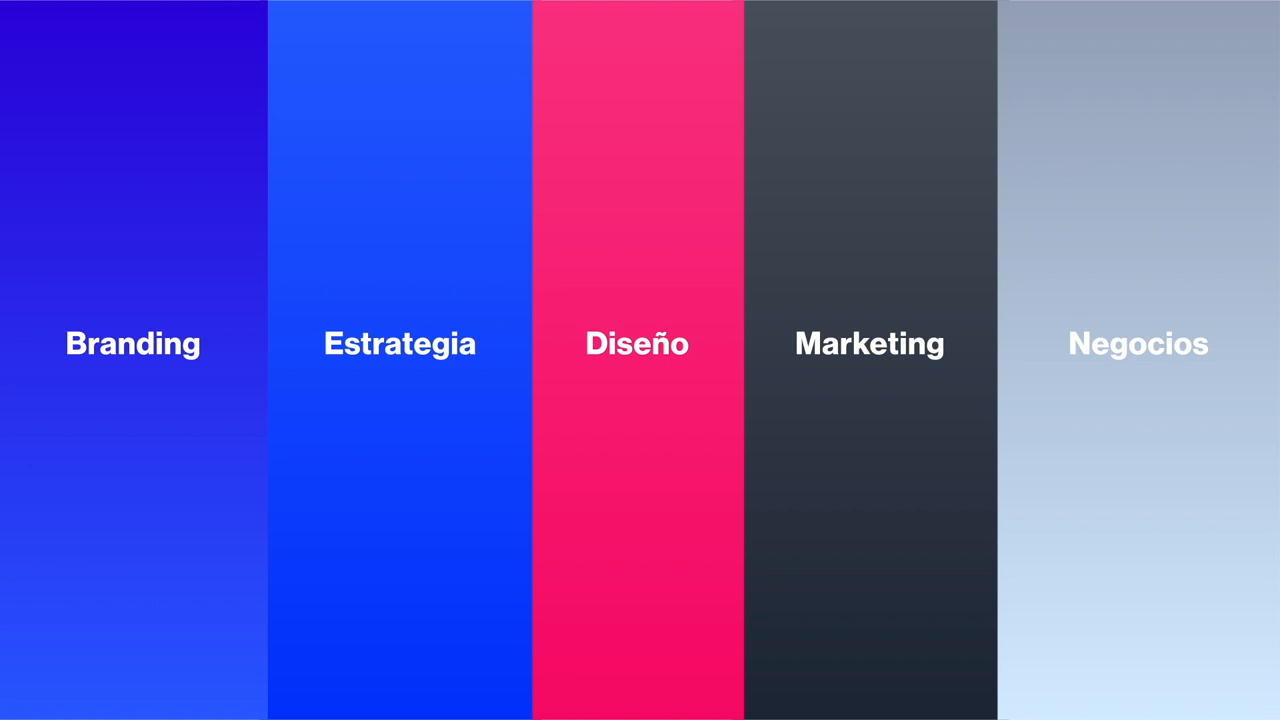 Branding
Estrategia
Diseño
Marketing
Negocios